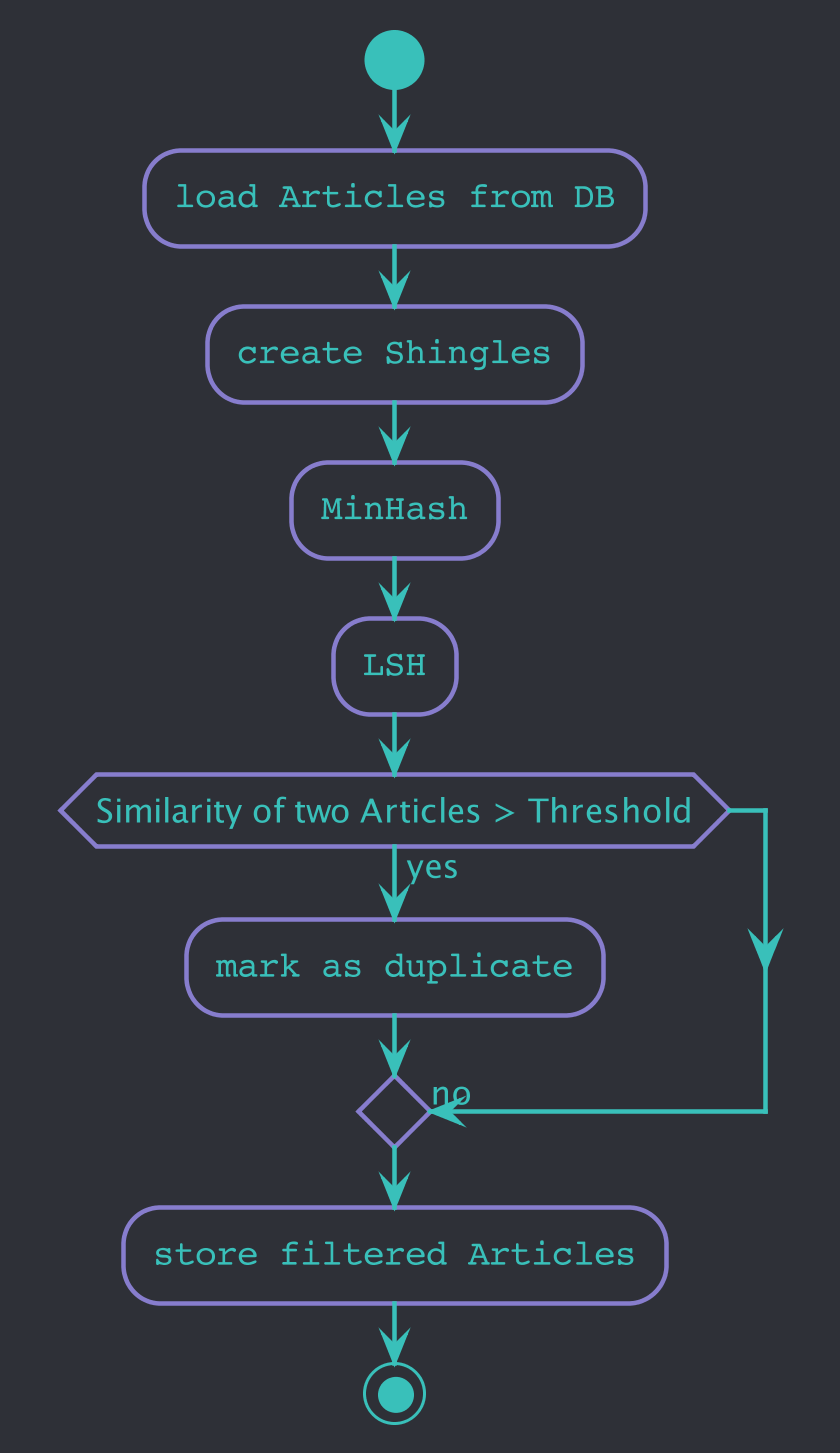 load Articles from DB
create Shingles
MinHash
LSH
Similarity of two Articles > Threshold
yes
mark as duplicate
no
store filtered Articles